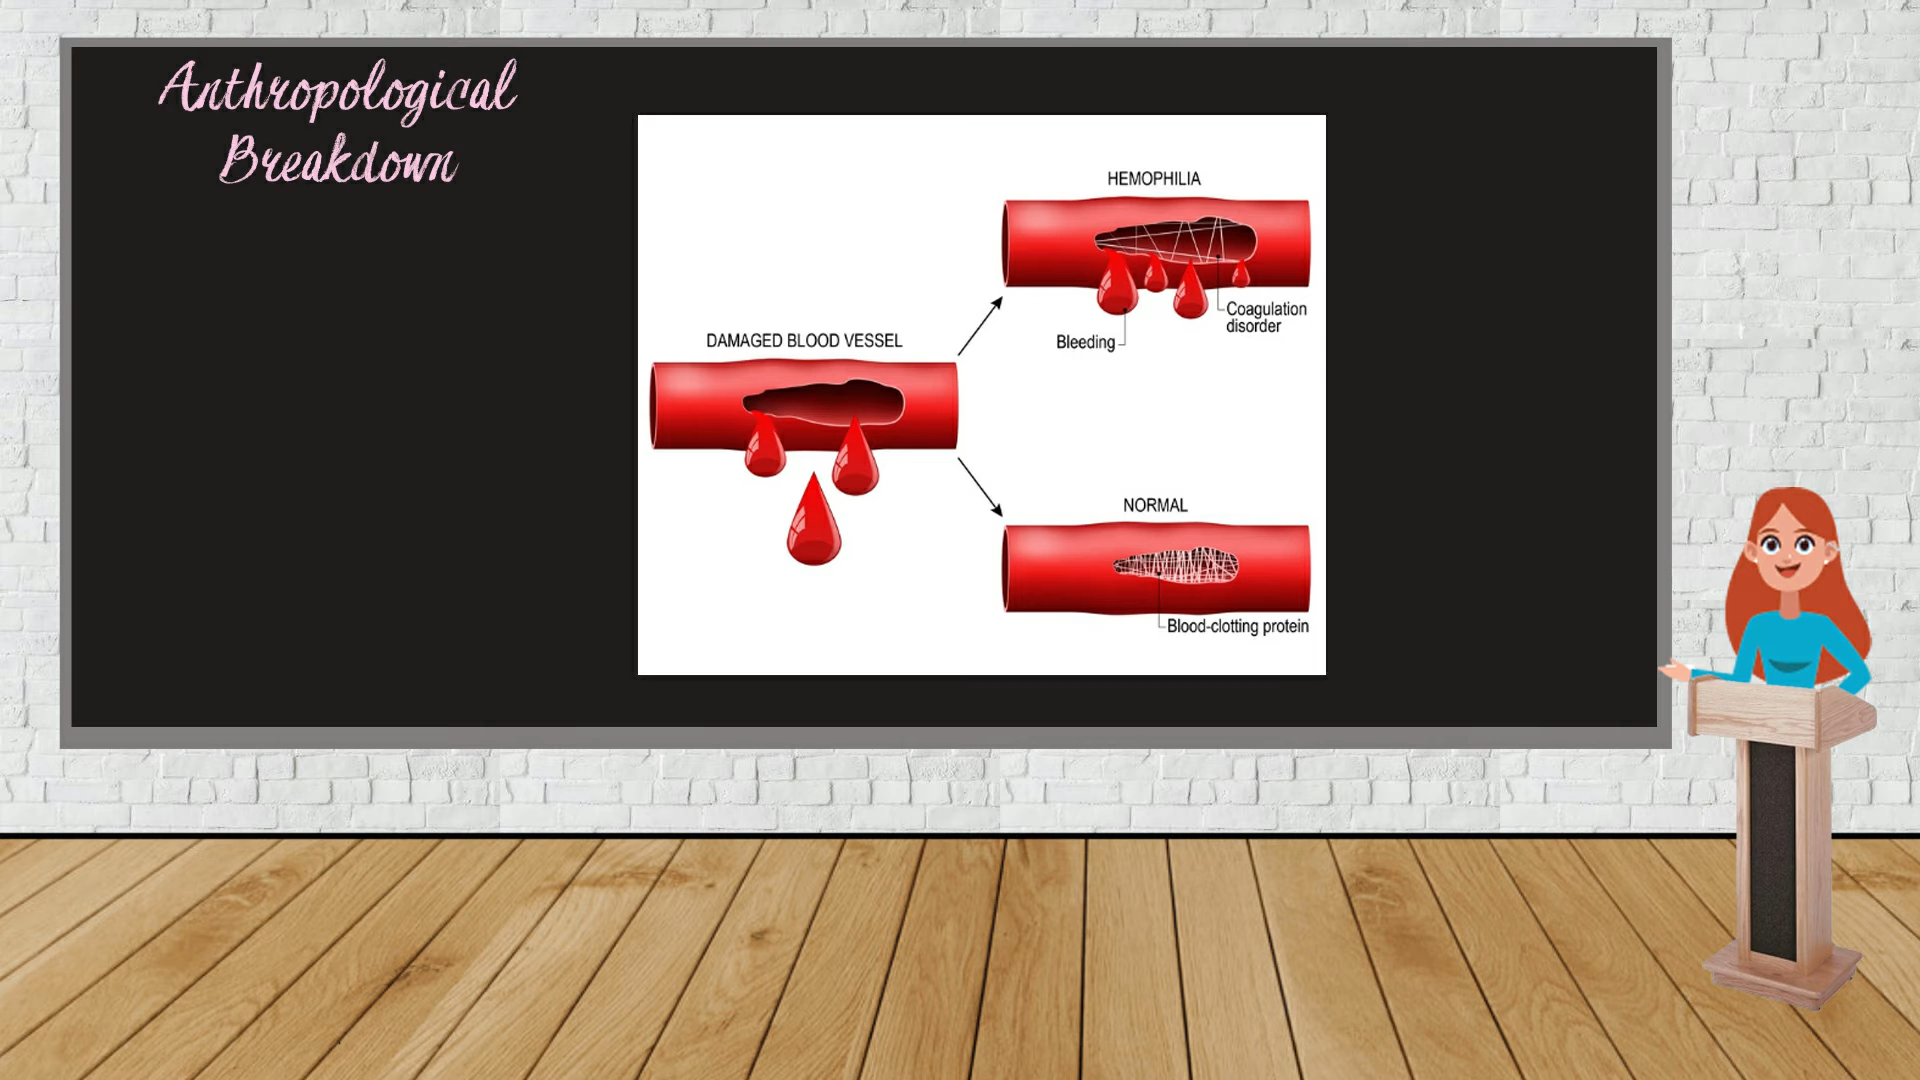 Anthropological
Breakdown
HEMOPHILIA
Coagulation
disorder
Bleeding
DAMAGED BLOOD VESSEL
NORMAL
Blood-clotting protein